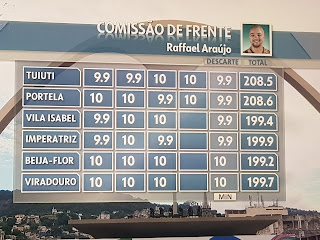 COMISSÃO DE FRENTE
Raffael Araújo
DESCARTE TOTAL
TUIUTI 9.9 9.9 10 10 9.9 208.5
PORTELA 10 10 9.9 10 9.9 208.6
VILA ISABEL 9.9 10 10 9.9 199.4
IMPERATRIZ 9.9 10 9.9 9.9 199.9
BEIJA-FLOR 10 10 10 10 199.2
VIRADOURO 10 10 10 10 199.7
MIN